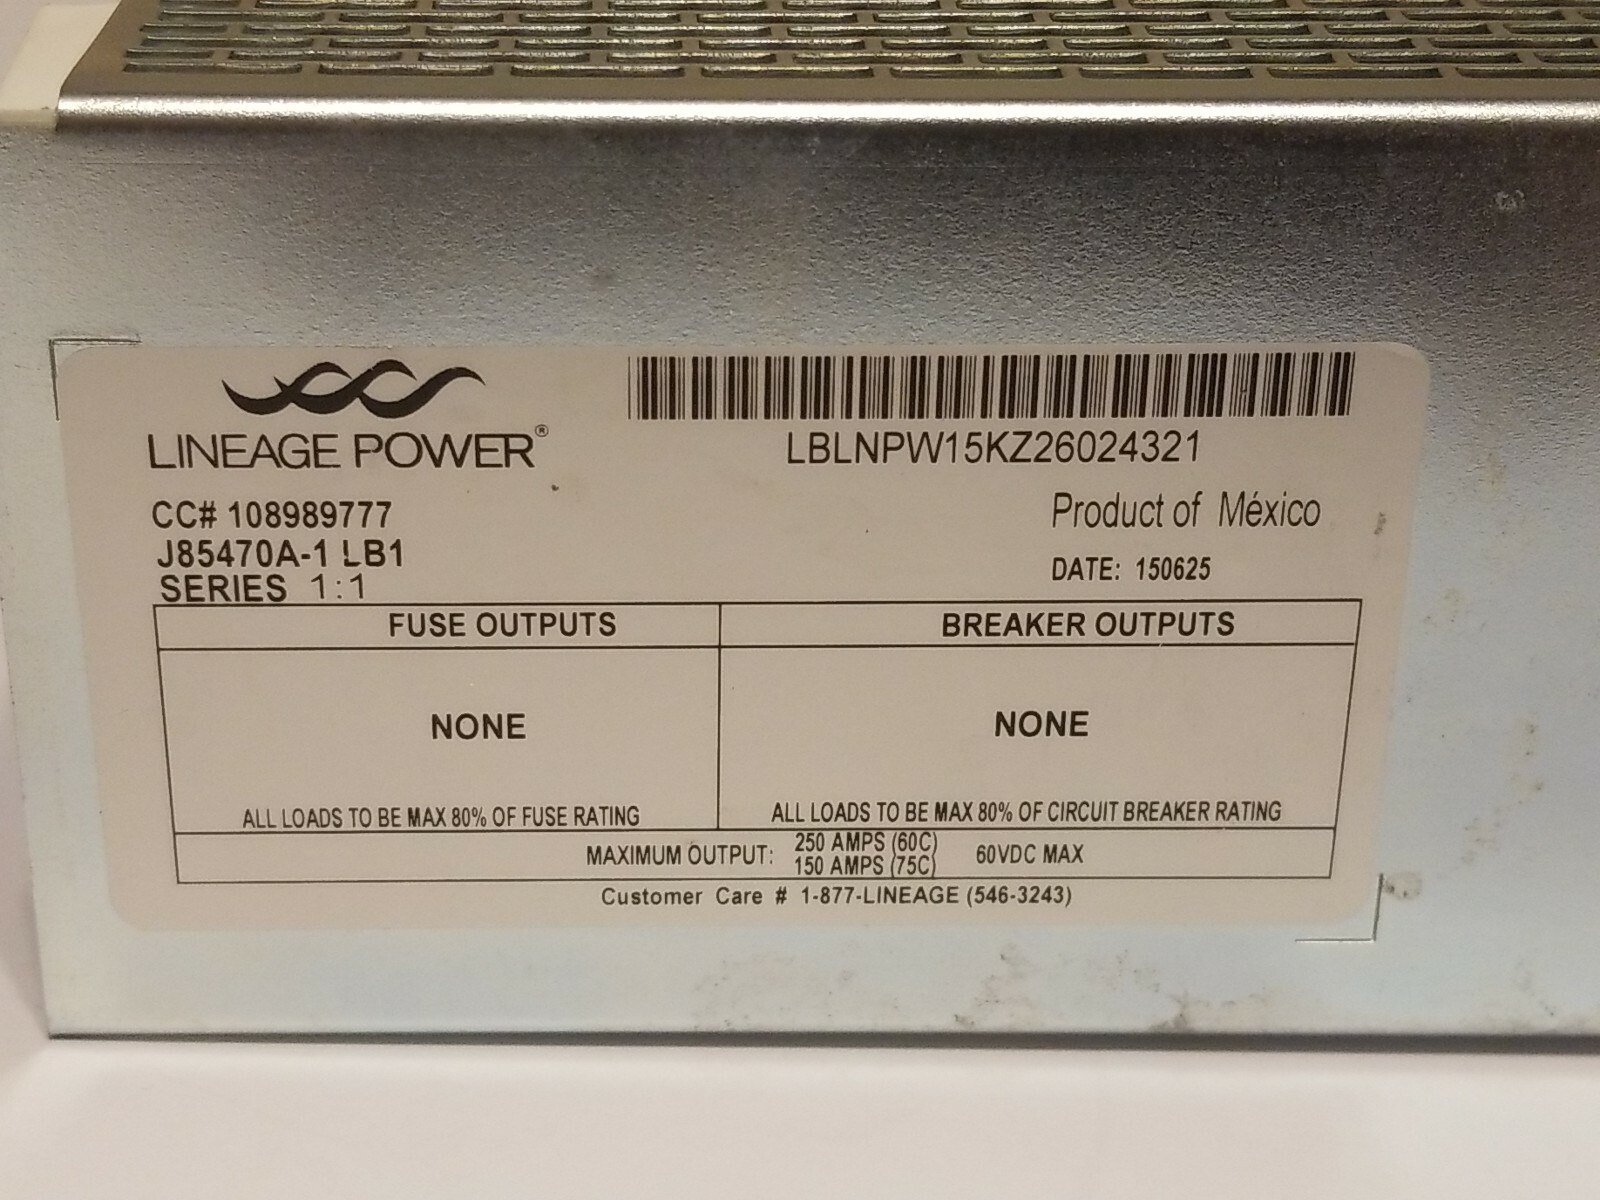 LINEAGE POWER®
LBLNPW15KZ26024321
CC# 108989777
J85470A-1 LB1
SERIES 1:1
Product of México
DATE: 150625
FUSE OUTPUTS
BREAKER OUTPUTS
NONE
NONE
ALL LOADS TO BE MAX 80% OF FUSE RATING
ALL LOADS TO BE MAX 80% OF CIRCUIT BREAKER RATING
MAXIMUM OUTPUT: 250 AMPS (60C) 60VDC MAX
150 AMPS (75C)
Customer Care # 1-877-LINEAGE (546-3243)